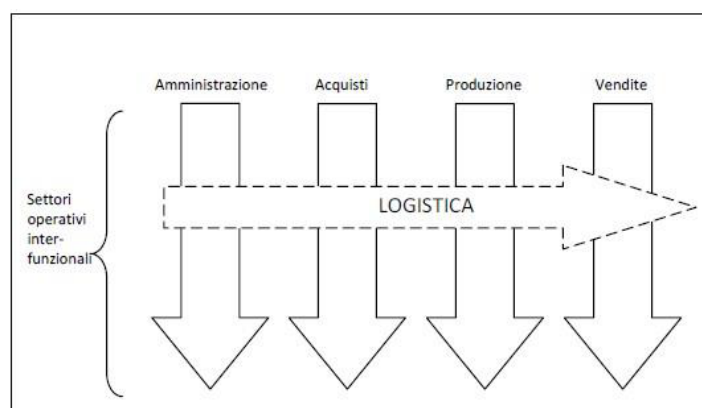 Amministrazione
Acquisti
Produzione
Vendite
Settori
operativi
inter-
funzionali
LOGISTICA